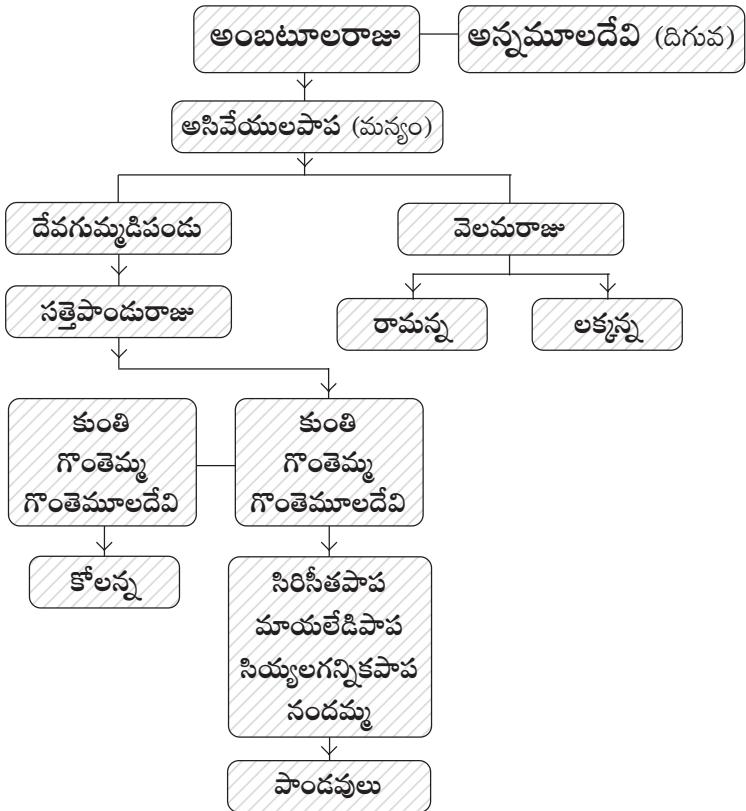 అంబటూలరాజు
అన్నమూలదేవి (దిగువ)
అసివేయులపాప (మన్యం)
దేవగుమ్మడిపండు
వెలమరాజు
సత్తెపాండురాజు
రామన్న
లక్కన్న
కుంతి
గొంతెమ్మ
గొంతెమూలదేవి
కుంతి
గొంతెమ్మ
గొంతెమూలదేవి
కోలన్న
సిరిసీతపాప
మాయలేడిపాప
సియ్యలగన్నికపాప
నందమ్మ
పాండవులు